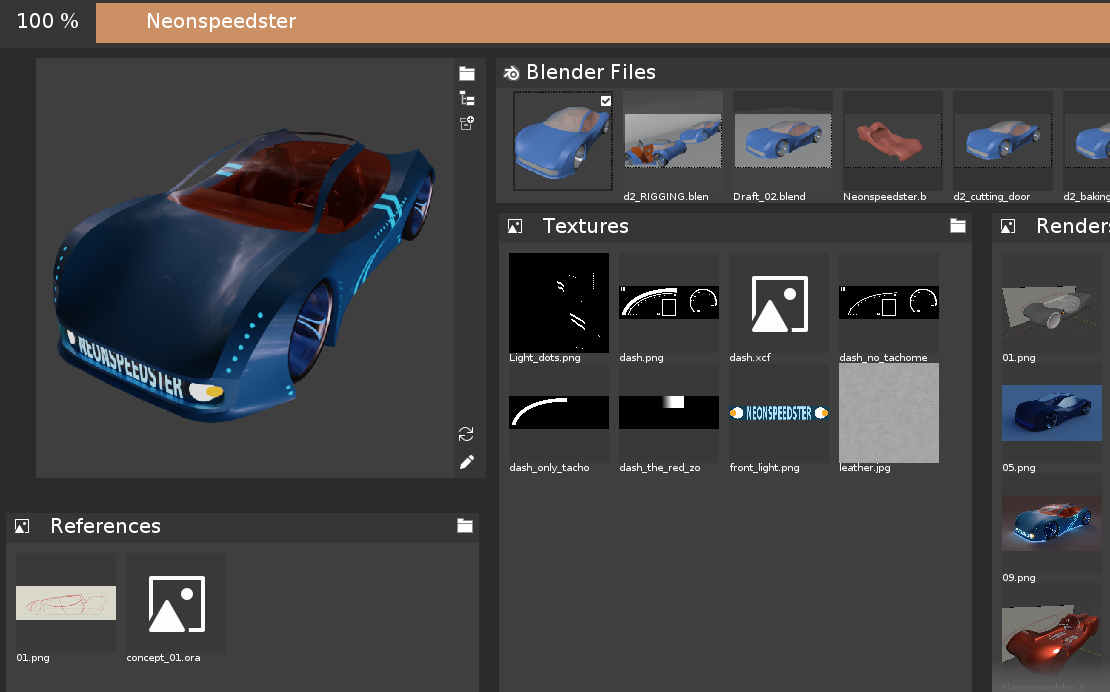 100 %
Neonspeedster
Blender Files
d2_RIGGING.blen
Draft_02.blend
Neonspeedster.b
d2_cutting_door
d2_baking
NEONSPEEDSTER
Textures
Light_dots.png
dash.png
dash.xcf
dash_no_tachome
dash_only_tacho
dash_the_red_zo
NEONSPEEDSTER
front_light.png
leather.jpg
Renders
01.png
05.png
09.png
References
01.png
concept_01.ora